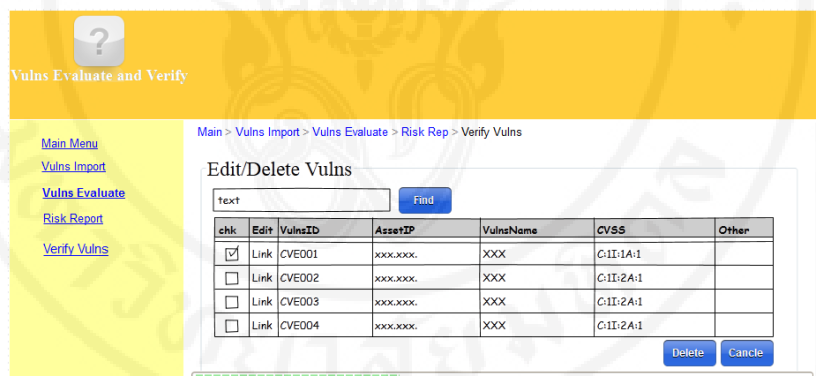 ?
Vulns Evaluate and Verify
Main > Vulns Import > Vulns Evaluate > Risk Rep > Verify Vulns
Main Menu
Vulns Import
Vulns Evaluate
Risk Report
Verify Vulns
Edit/Delete Vulns
text Find
chk Edit VulnsID AssetIP VulnsName CVSS Other
Link CVE001 xxx.xxx. XXX C:1I:1A:1
Link CVE002 xxx.xxx. XXX C:1I:2A:1
Link CVE003 xxx.xxx. XXX C:1I:2A:1
Link CVE004 xxx.xxx. XXX C:1I:2A:1
Delete Cancle